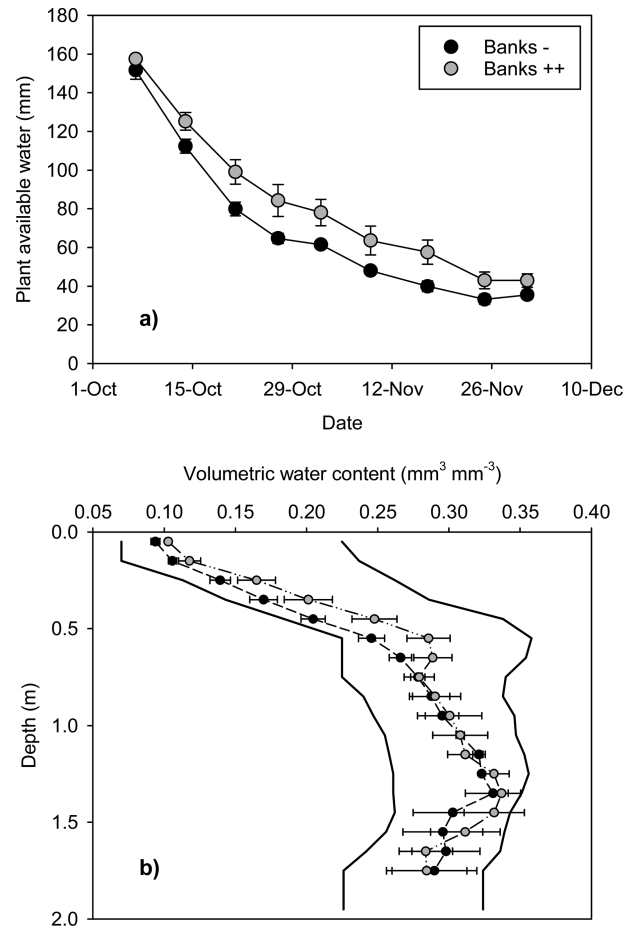 180
160
140
120
100
80
60
40
20
0
Plant available water (mm)
Banks -
Banks ++
a)
1-Oct 15-Oct 29-Oct 12-Nov 26-Nov 10-Dec
Date
Volumetric water content (mm³ mm⁻³)
0.05 0.10 0.15 0.20 0.25 0.30 0.35 0.40
0.0
0.5
1.0
1.5
2.0
Depth (m)
b)